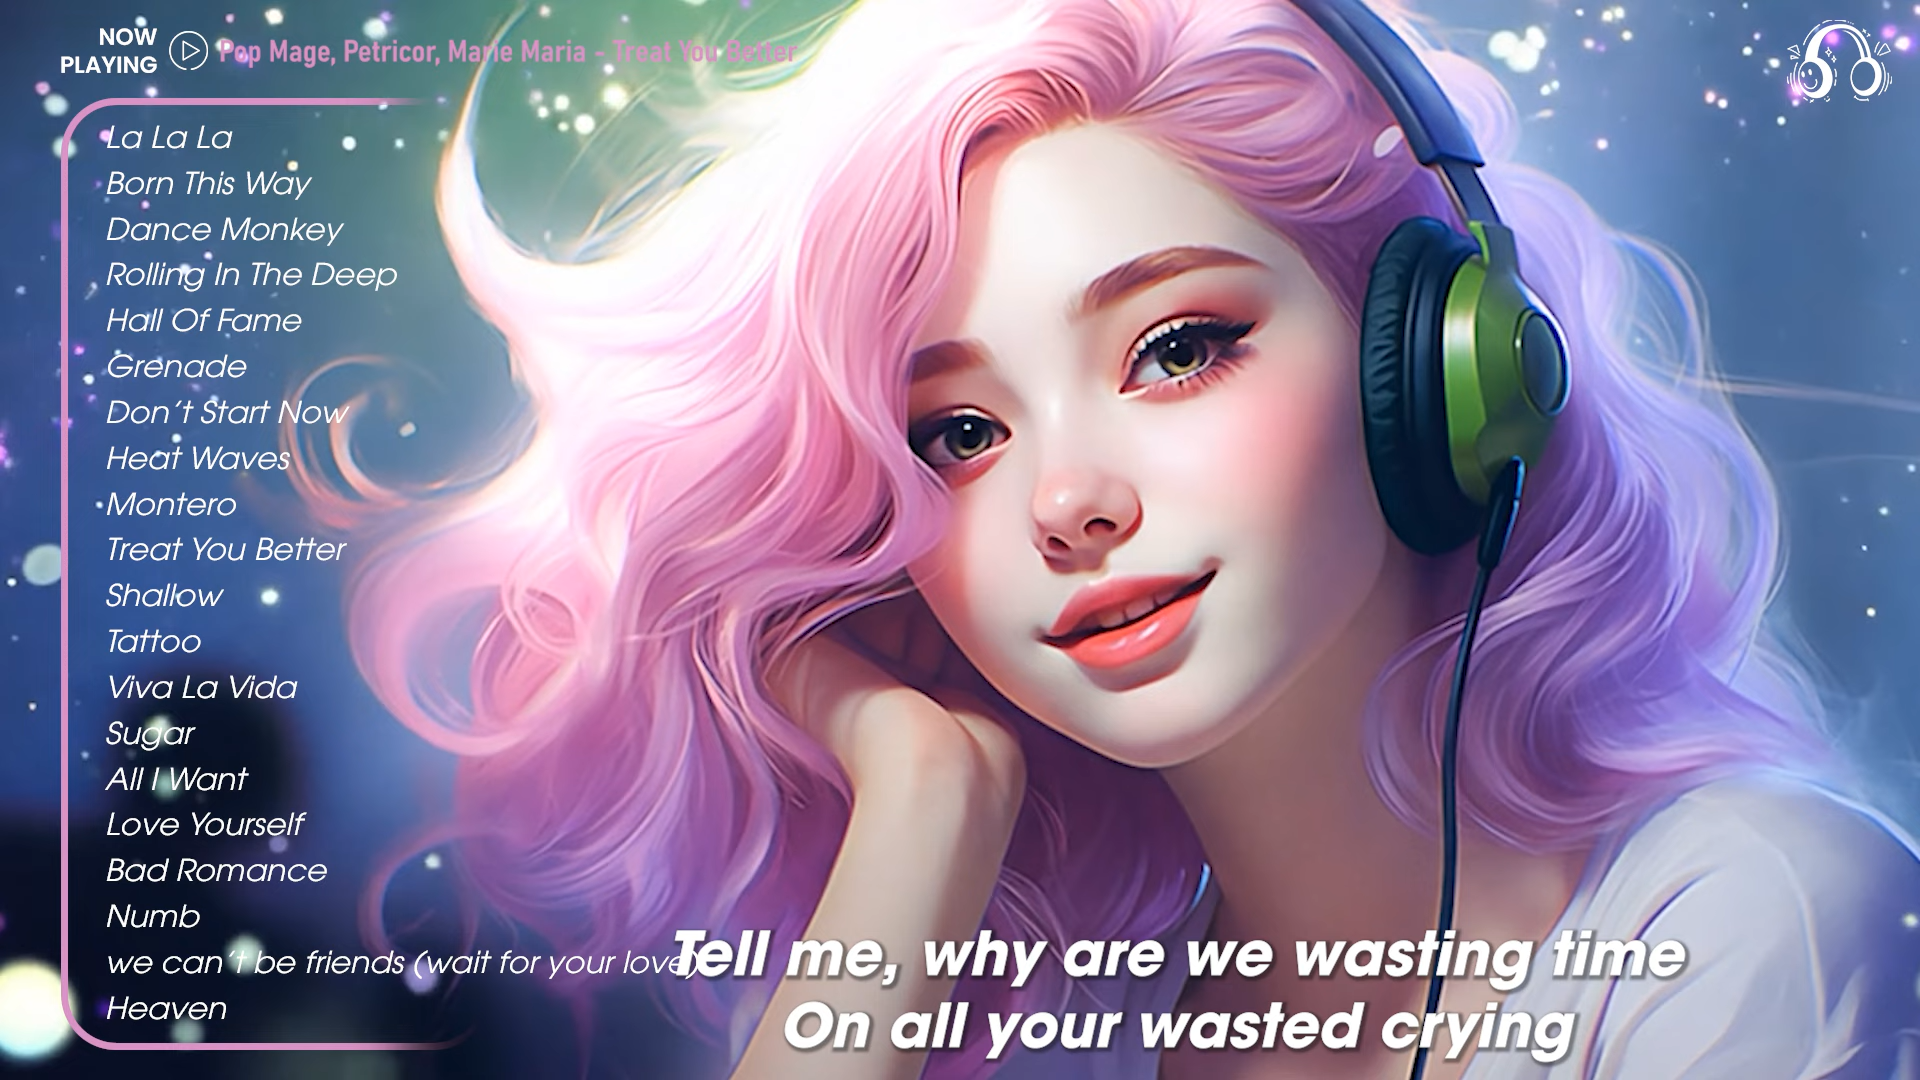 NOW
PLAYING
Pop Mage, Petricor, Marie Maria - Treat You Better
La La La
Born This Way
Dance Monkey
Rolling In The Deep
Hall Of Fame
Grenade
Don't Start Now
Heat Waves
Montero
Treat You Better
Shallow
Tattoo
Viva La Vida
Sugar
All I Want
Love Yourself
Bad Romance
Numb
we can't be friends (wait for your love)
Heaven
Tell me, why are we wasting time
On all your wasted crying